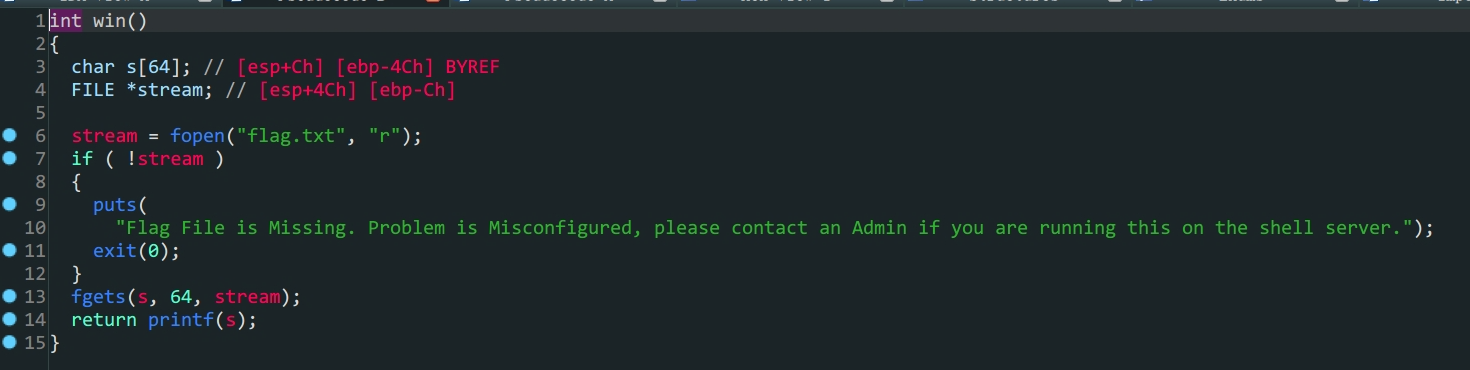 1 int win()
2 {
3 char s[64]; // [esp+Ch] [ebp-4Ch] BYREF
4 FILE *stream; // [esp+4Ch] [ebp-Ch]
5
6 stream = fopen("flag.txt", "r");
7 if ( !stream )
8 {
9 puts(
10 "Flag File is Missing. Problem is Misconfigured, please contact an Admin if you are running this on the shell server.");
11 exit(0);
12 }
13 fgets(s, 64, stream);
14 return printf(s);
15 }